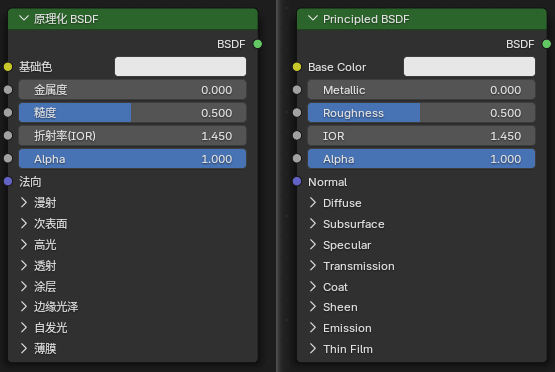 原理化 BSDF
BSDF
基础色
金属度 0.000
糙度 0.500
折射率(IOR) 1.450
Alpha 1.000
法向
漫射
次表面
高光
透射
涂层
边缘光泽
自发光
薄膜
Principled BSDF
BSDF
Base Color
Metallic 0.000
Roughness 0.500
IOR 1.450
Alpha 1.000
Normal
Diffuse
Subsurface
Specular
Transmission
Coat
Sheen
Emission
Thin Film